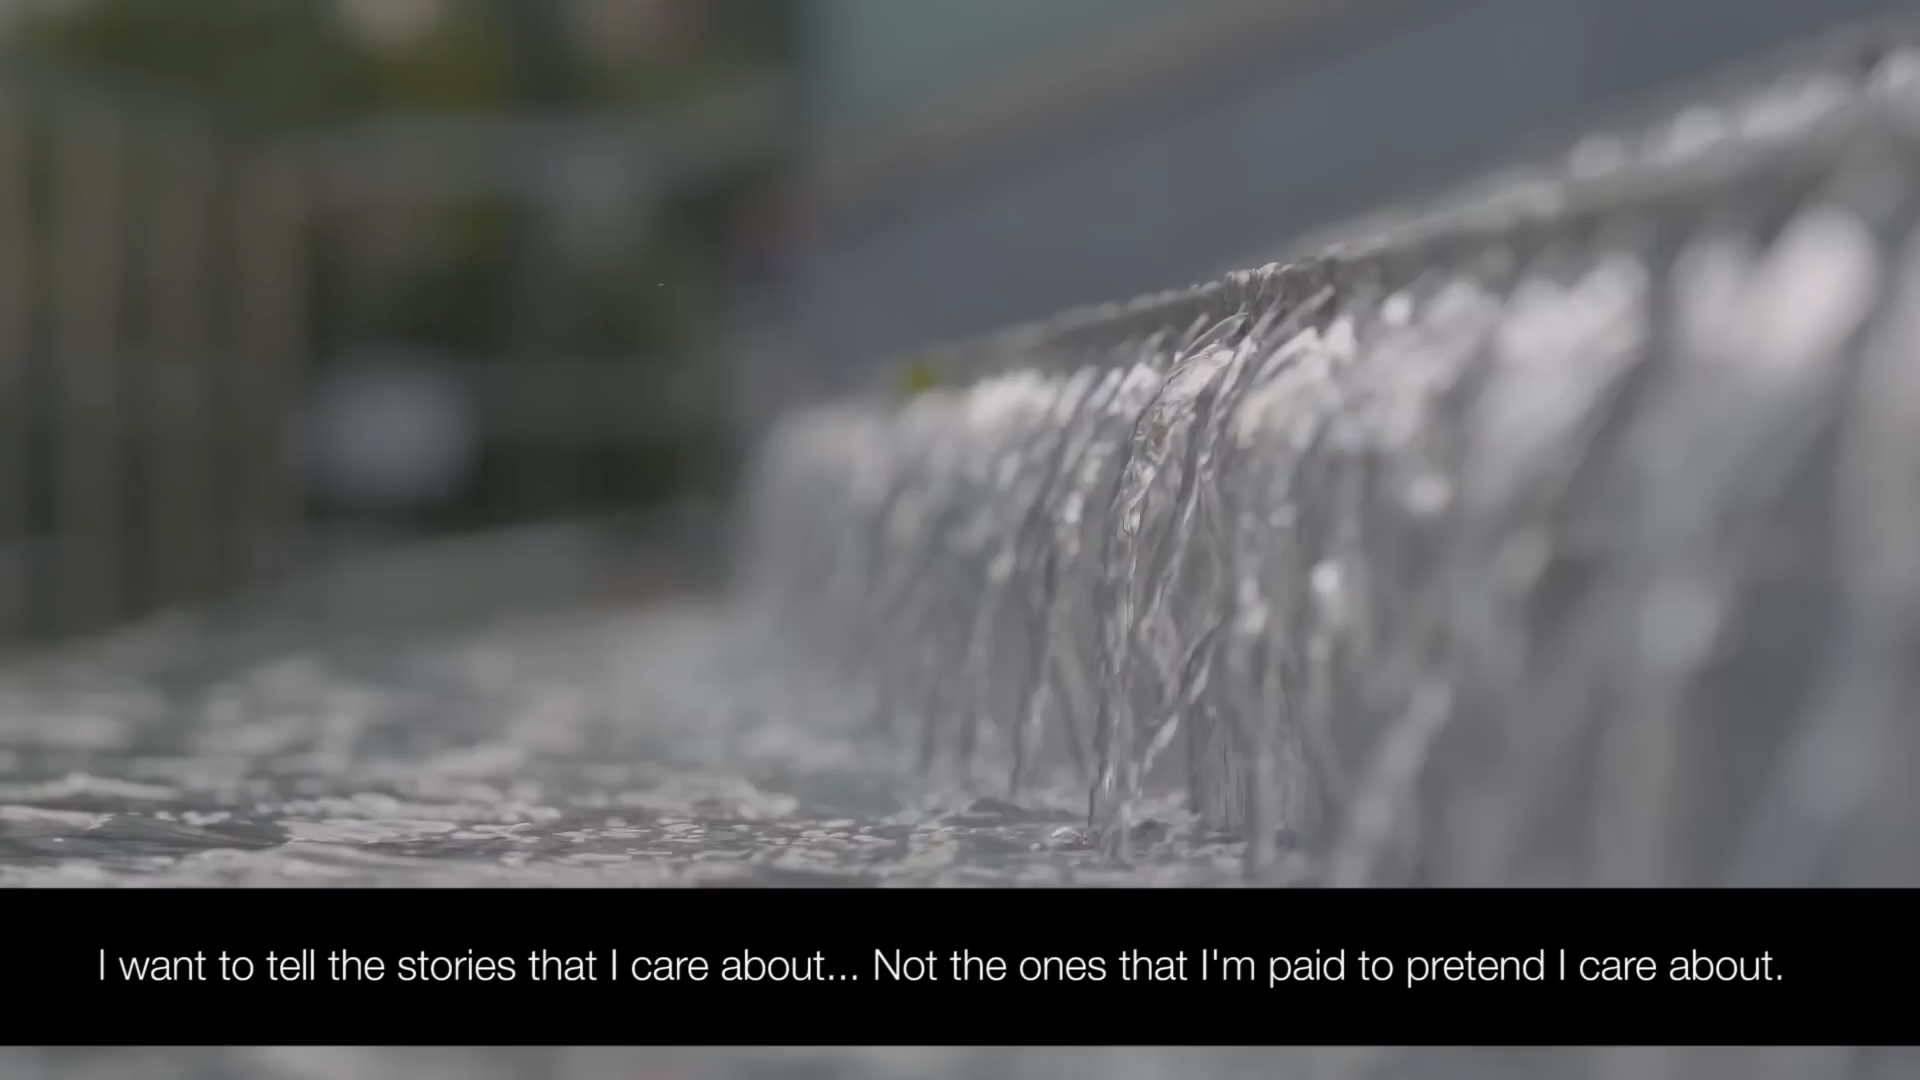 I want to tell the stories that I care about... Not the ones that I'm paid to pretend I care about.